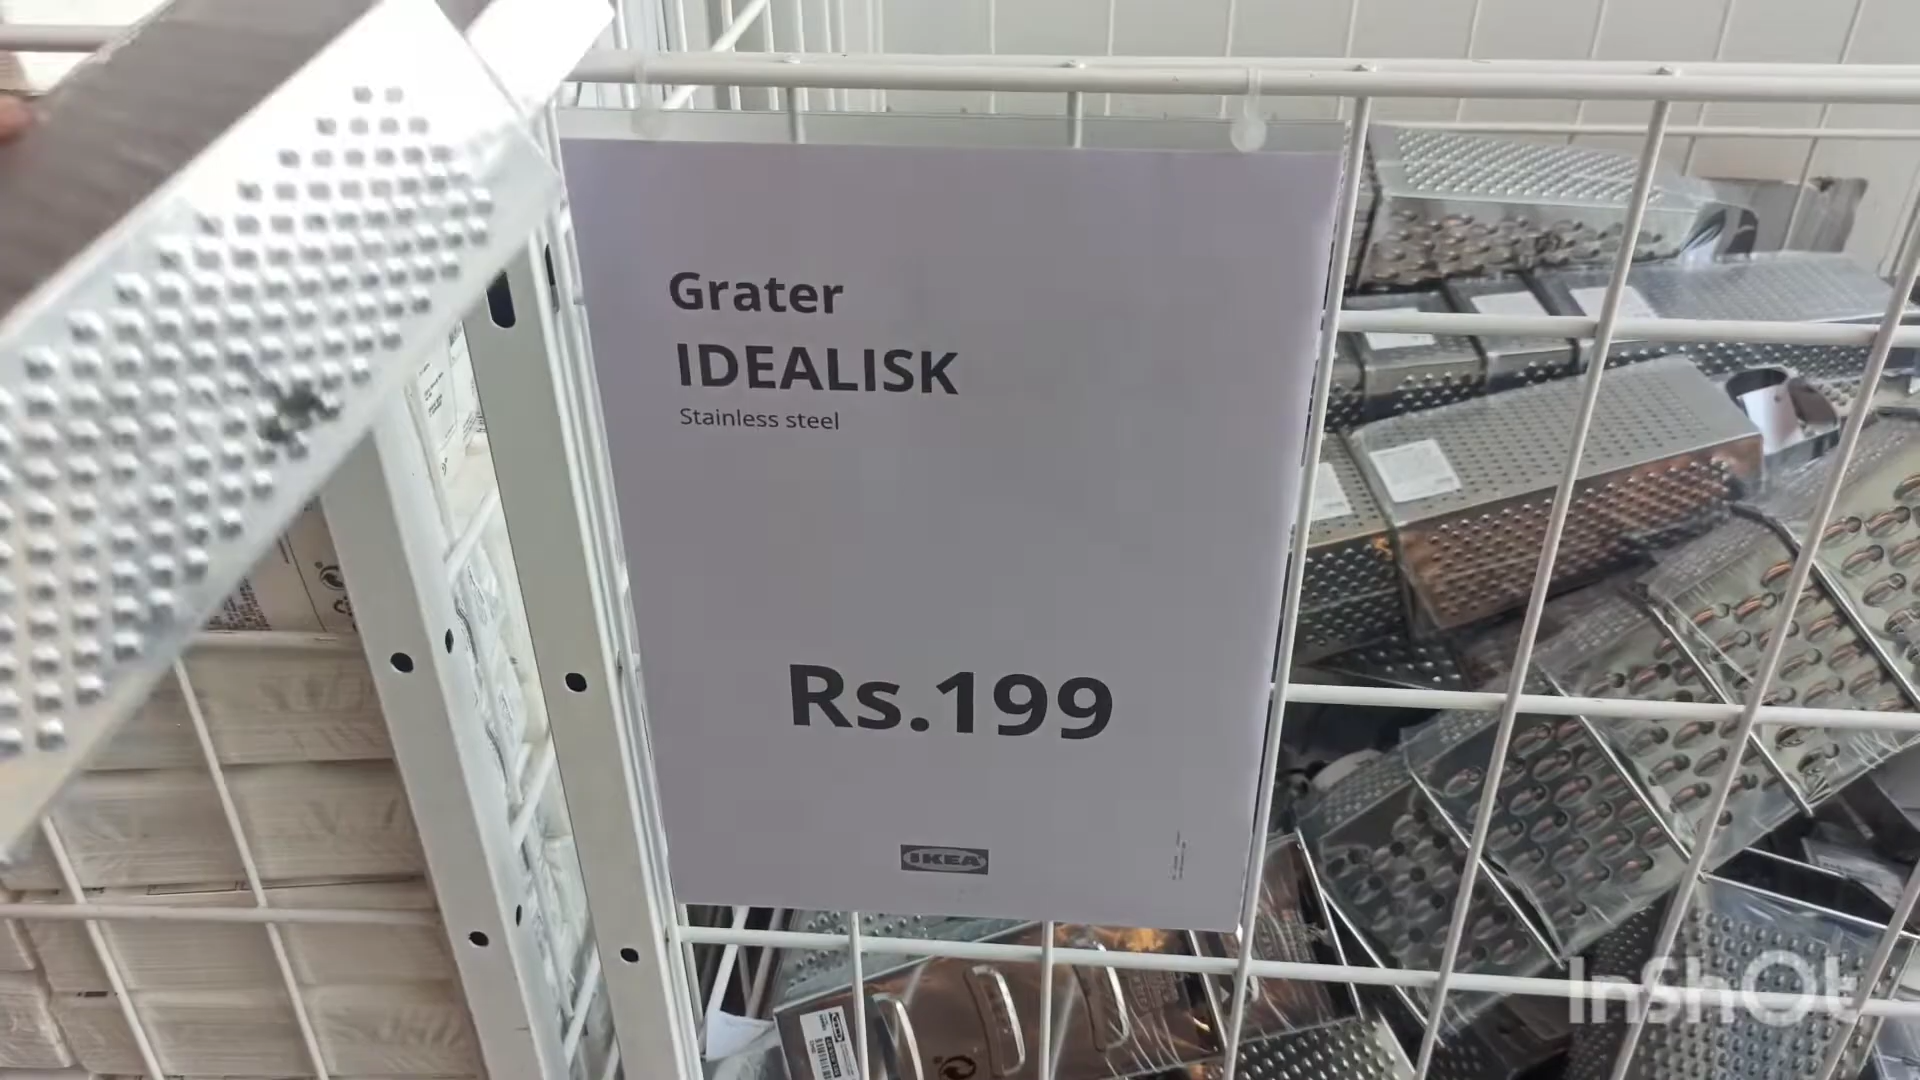 Grater
IDEALISK
Stainless steel
Rs.199
IKEA
InShOt